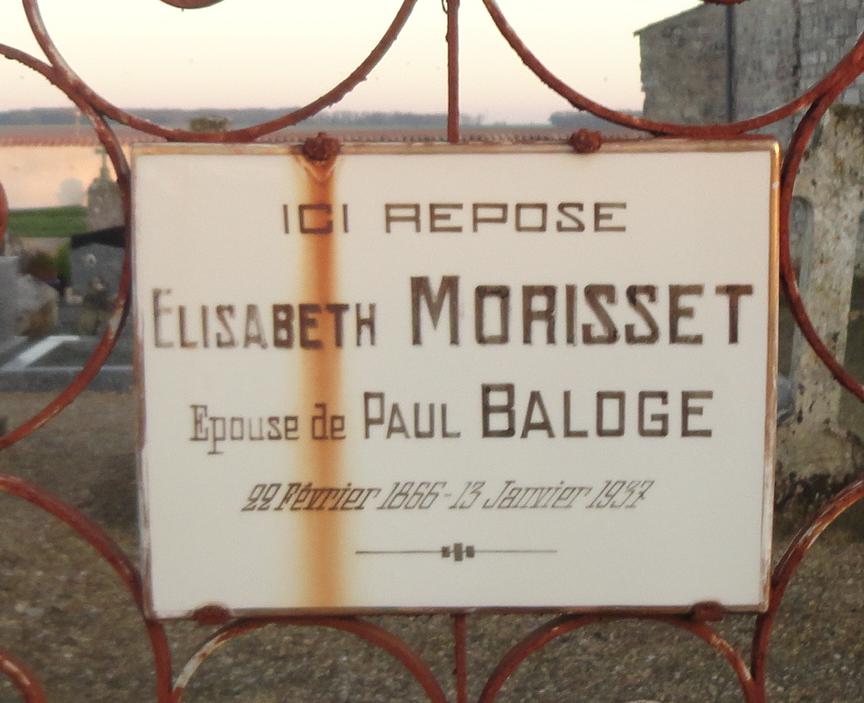 ICI REPOSE
ELISABETH MORISSET
Epouse de PAUL BALOGE
22 Février 1866 - 13 Janvier 1937